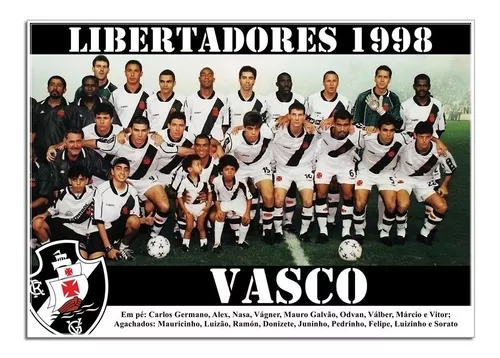 LIBERTADORES 1998
VASCO
Em pé: Carlos Germano, Alex, Nasa, Vágner, Mauro Galvão, Odvan, Válber, Márcio e Vitor;
Agachados: Mauricinho, Luizão, Ramón, Donizete, Juninho, Pedrinho, Felipe, Luizinho e Sorato